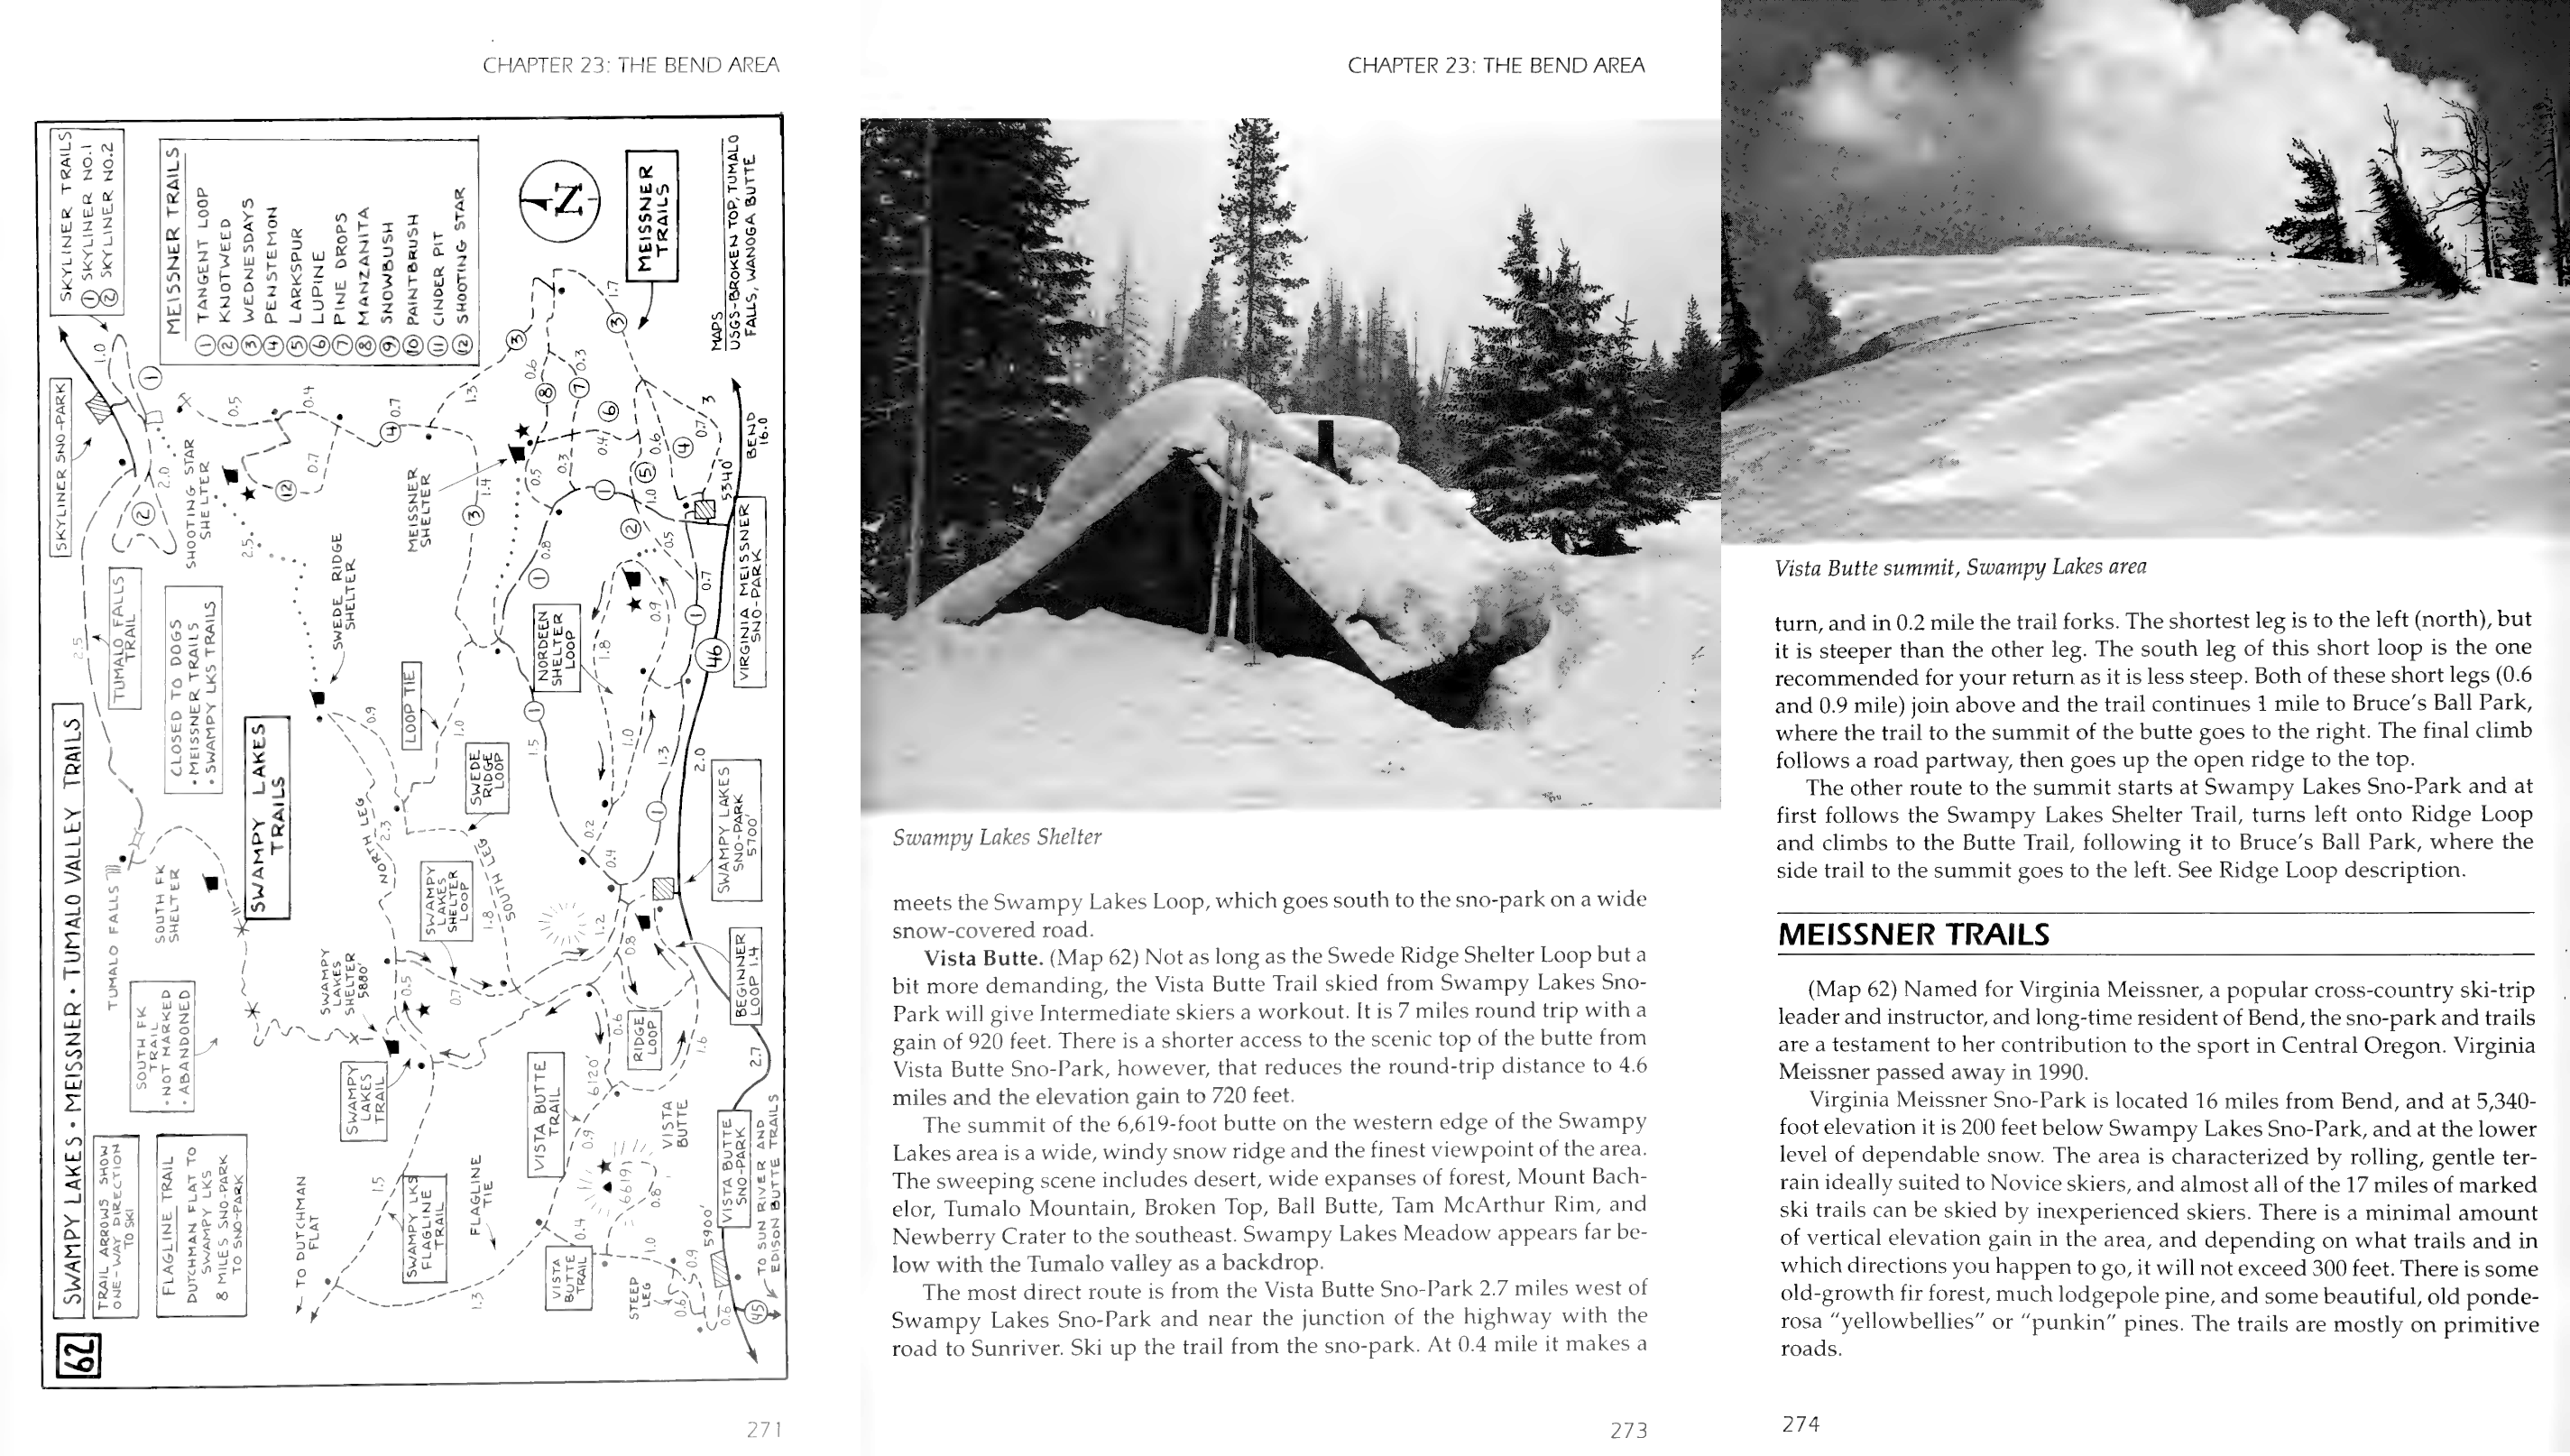 CHAPTER 23: THE BEND AREA
62
SWAMPY LAKES • MEISSNER • TUMALO VALLEY TRAILS
SKYLINER SNO-PARK
SKYLINER TRAILS
① SKYLINER NO.1
② SKYLINER NO.2
TRAIL ARROWS SHOW
ONE-WAY DIRECTION
TO SKI
FLAGLINE TRAIL
DUTCHMAN FLAT TO
SWAMPY LKS
8 MILES SNO-PARK
TO SNO-PARK
SOUTH FK
TRAIL
• NOT MARKED
• ABANDONED
TUMALO FALLS
SOUTH FK
SHELTER
TUMALO FALLS
TRAIL
CLOSED TO DOGS
• MEISSNER TRAILS
• SWAMPY LKS TRAILS
SHOOTING STAR
SHELTER
MEISSNER TRAILS
① TANGENT LOOP
② KNOTWEED
③ WEDNESDAYS
④ PENSTEMON
⑤ LARKSPUR
⑥ LUPINE
⑦ PINE DROPS
⑧ MANZANITA
⑨ SNOWBUSH
⑩ PAINTBRUSH
⑪ CINDER PIT
⑫ SHOOTING STAR
SWAMPY LAKES
TRAILS
SWEDE RIDGE
SHELTER
MEISSNER
SHELTER
LOOP TIE
SWEDE
RIDGE
LOOP
NORTH LEG
SOUTH LEG
SWAMPY
LAKES
SHELTER
LOOP
SWAMPY
LAKES
SHELTER
5880'
SWAMPY
LAKES
TRAIL
TO DUTCHMAN
FLAT
SWAMPY LKS
FLAGLINE
TRAIL
FLAGLINE
TIE
VISTA BUTTE
TRAIL
6120'
RIDGE
LOOP
VISTA
BUTTE
6619'
VISTA
BUTTE
TRAIL
STEEP
LEG
5900'
VISTA BUTTE
SNO-PARK
TO SUN RIVER AND
EDISON BUTTE TRAILS
45
BEGINNER
LOOP 1.4
2.7
SWAMPY LAKES
SNO-PARK
5700'
2.0
NORDEEN
SHELTER
LOOP
46
VIRGINIA MEISSNER
SNO-PARK
5340'
BEND
16.0
N
MEISSNER
TRAILS
MAPS
USGS-BROKEN TOP, TUMALO
FALLS, WANOGA BUTTE
271
CHAPTER 23: THE BEND AREA
Swampy Lakes Shelter
meets the Swampy Lakes Loop, which goes south to the sno-park on a wide
snow-covered road.
Vista Butte. (Map 62) Not as long as the Swede Ridge Shelter Loop but a
bit more demanding, the Vista Butte Trail skied from Swampy Lakes Sno-
Park will give Intermediate skiers a workout. It is 7 miles round trip with a
gain of 920 feet. There is a shorter access to the scenic top of the butte from
Vista Butte Sno-Park, however, that reduces the round-trip distance to 4.6
miles and the elevation gain to 720 feet.
The summit of the 6,619-foot butte on the western edge of the Swampy
Lakes area is a wide, windy snow ridge and the finest viewpoint of the area.
The sweeping scene includes desert, wide expanses of forest, Mount Bach-
elor, Tumalo Mountain, Broken Top, Ball Butte, Tam McArthur Rim, and
Newberry Crater to the southeast. Swampy Lakes Meadow appears far be-
low with the Tumalo valley as a backdrop.
The most direct route is from the Vista Butte Sno-Park 2.7 miles west of
Swampy Lakes Sno-Park and near the junction of the highway with the
road to Sunriver. Ski up the trail from the sno-park. At 0.4 mile it makes a
273
Vista Butte summit, Swampy Lakes area
turn, and in 0.2 mile the trail forks. The shortest leg is to the left (north), but
it is steeper than the other leg. The south leg of this short loop is the one
recommended for your return as it is less steep. Both of these short legs (0.6
and 0.9 mile) join above and the trail continues 1 mile to Bruce's Ball Park,
where the trail to the summit of the butte goes to the right. The final climb
follows a road partway, then goes up the open ridge to the top.
The other route to the summit starts at Swampy Lakes Sno-Park and at
first follows the Swampy Lakes Shelter Trail, turns left onto Ridge Loop
and climbs to the Butte Trail, following it to Bruce's Ball Park, where the
side trail to the summit goes to the left. See Ridge Loop description.
MEISSNER TRAILS
(Map 62) Named for Virginia Meissner, a popular cross-country ski-trip
leader and instructor, and long-time resident of Bend, the sno-park and trails
are a testament to her contribution to the sport in Central Oregon. Virginia
Meissner passed away in 1990.
Virginia Meissner Sno-Park is located 16 miles from Bend, and at 5,340-
foot elevation it is 200 feet below Swampy Lakes Sno-Park, and at the lower
level of dependable snow. The area is characterized by rolling, gentle ter-
rain ideally suited to Novice skiers, and almost all of the 17 miles of marked
ski trails can be skied by inexperienced skiers. There is a minimal amount
of vertical elevation gain in the area, and depending on what trails and in
which directions you happen to go, it will not exceed 300 feet. There is some
old-growth fir forest, much lodgepole pine, and some beautiful, old ponde-
rosa "yellowbellies" or "punkin" pines. The trails are mostly on primitive
roads.
274